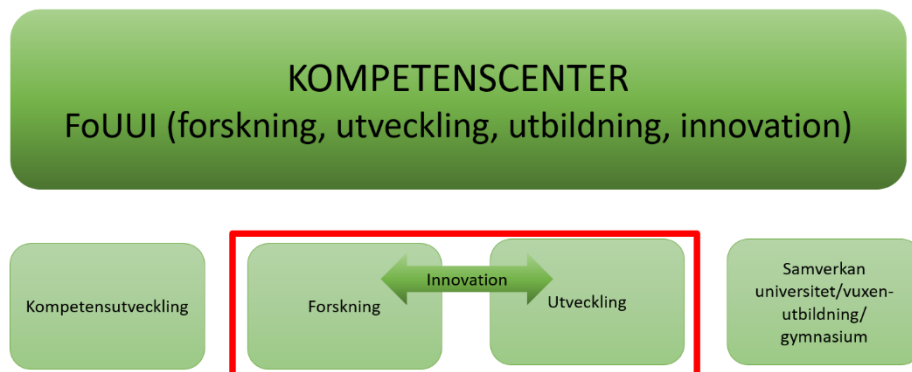 KOMPETENSCENTER
FoUUI (forskning, utveckling, utbildning, innovation)
Kompetensutveckling
Forskning
Innovation
Utveckling
Samverkan
universitet/vuxen-
utbildning/
gymnasium